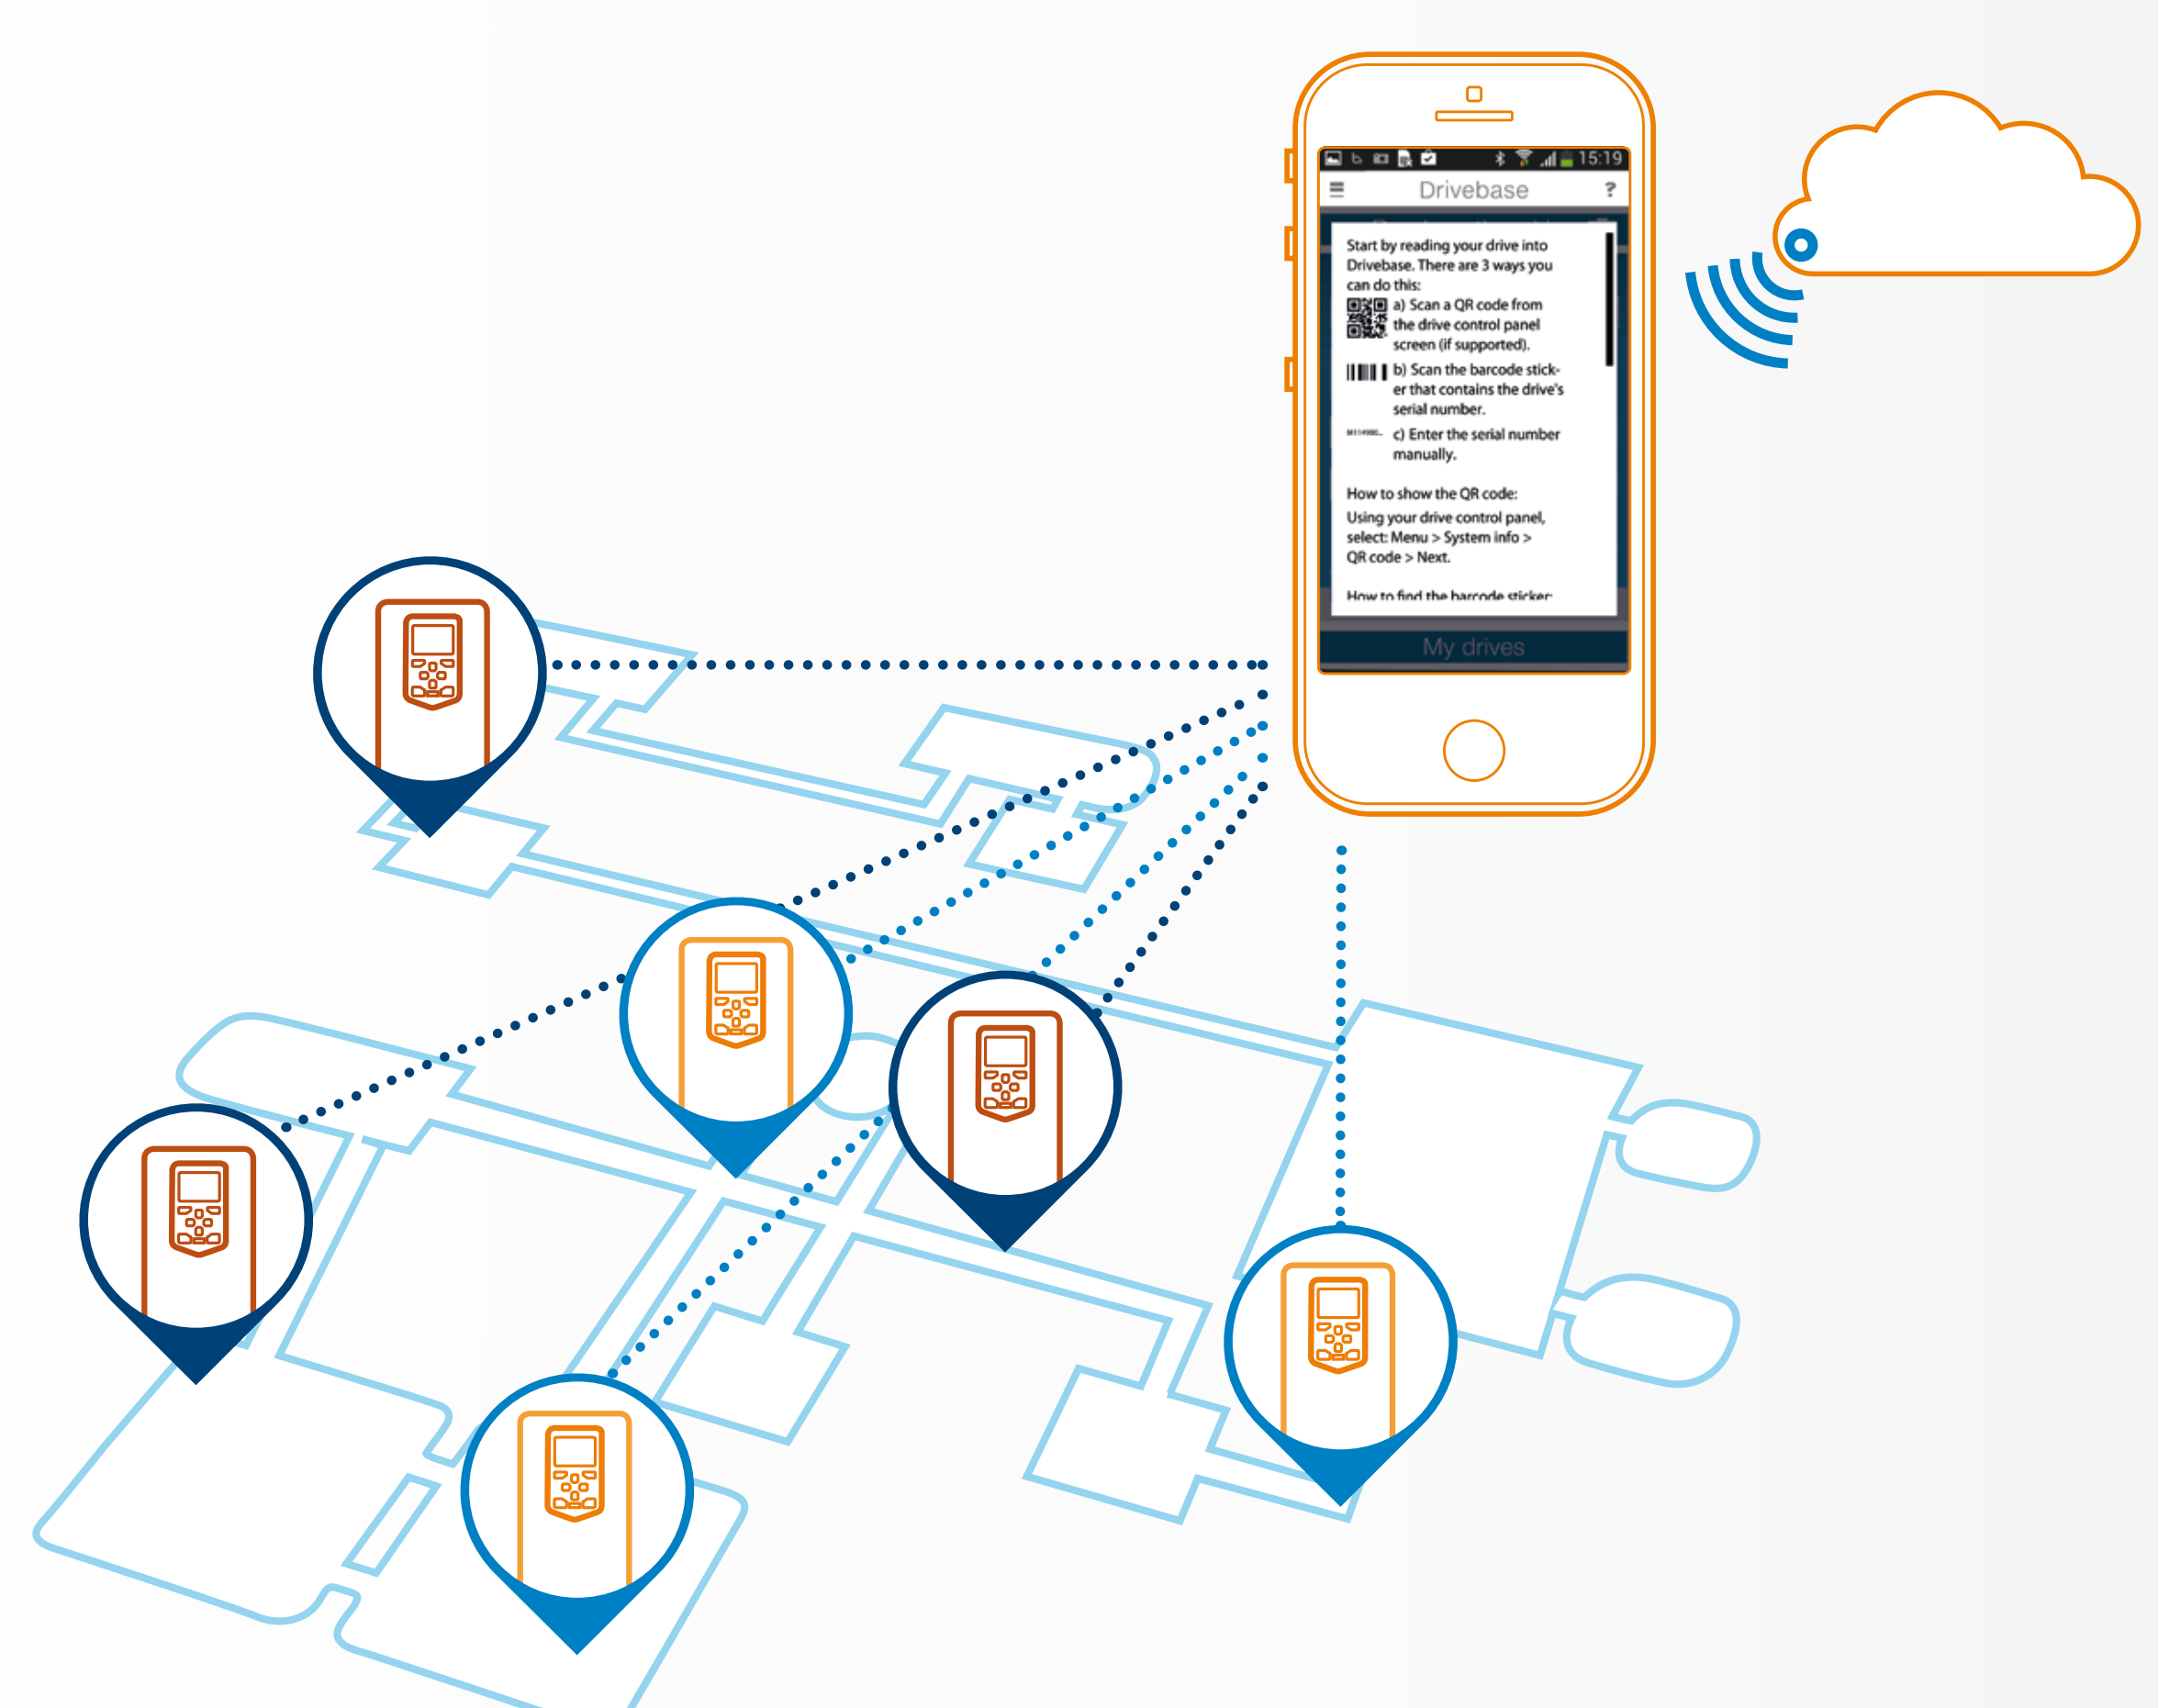 15:19
Drivebase ?
Start by reading your drive into
Drivebase. There are 3 ways you
can do this:
a) Scan a QR code from
the drive control panel
screen (if supported).
b) Scan the barcode stick-
er that contains the drive's
serial number.
c) Enter the serial number
manually.
How to show the QR code:
Using your drive control panel,
select: Menu > System info >
QR code > Next.
How to find the barcode sticker:
My drives